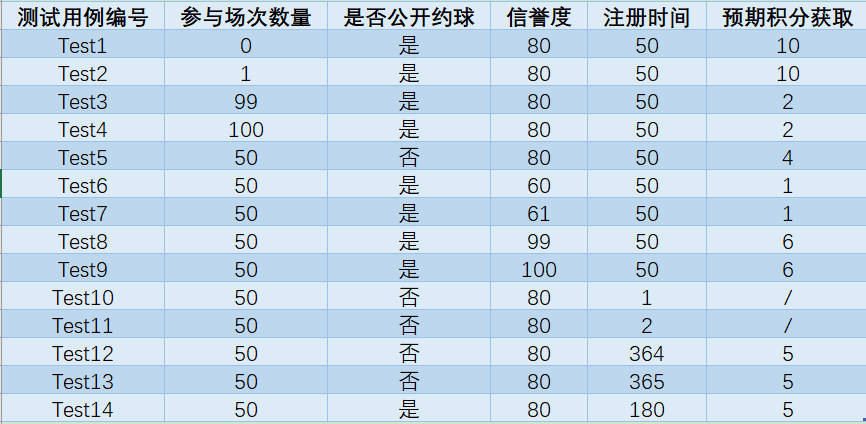 测试用例编号 参与场次数量 是否公开约球 信誉度 注册时间 预期积分获取
Test1 0 是 80 50 10
Test2 1 是 80 50 10
Test3 99 是 80 50 2
Test4 100 是 80 50 2
Test5 50 否 80 50 4
Test6 50 是 60 50 1
Test7 50 是 61 50 1
Test8 50 是 99 50 6
Test9 50 是 100 50 6
Test10 50 否 80 1 /
Test11 50 否 80 2 /
Test12 50 否 80 364 5
Test13 50 否 80 365 5
Test14 50 是 80 180 5